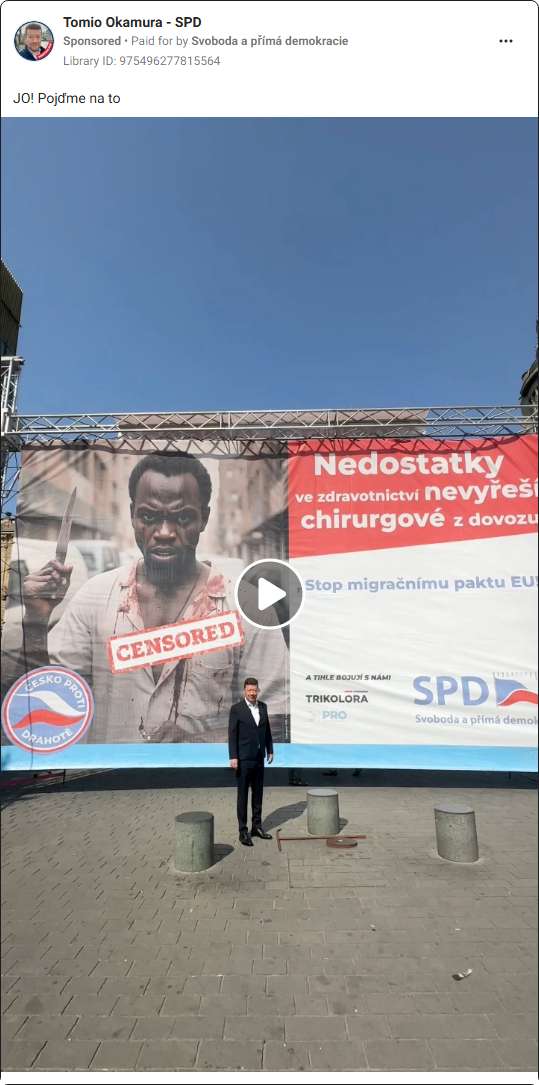 Tomio Okamura - SPD
Sponsored • Paid for by Svoboda a přímá demokracie
Library ID: 975496277815564
JO! Pojďme na to
Nedostatky
ve zdravotnictví nevyřeší
chirurgové z dovozu
Stop migračnímu paktu EU!
CENSORED
ČESKO PROTI
DRAHOTĚ
A TIHLE BOJUJÍ S NÁMI
TRIKOLORA
PRO
SPD
Svoboda a přímá demok